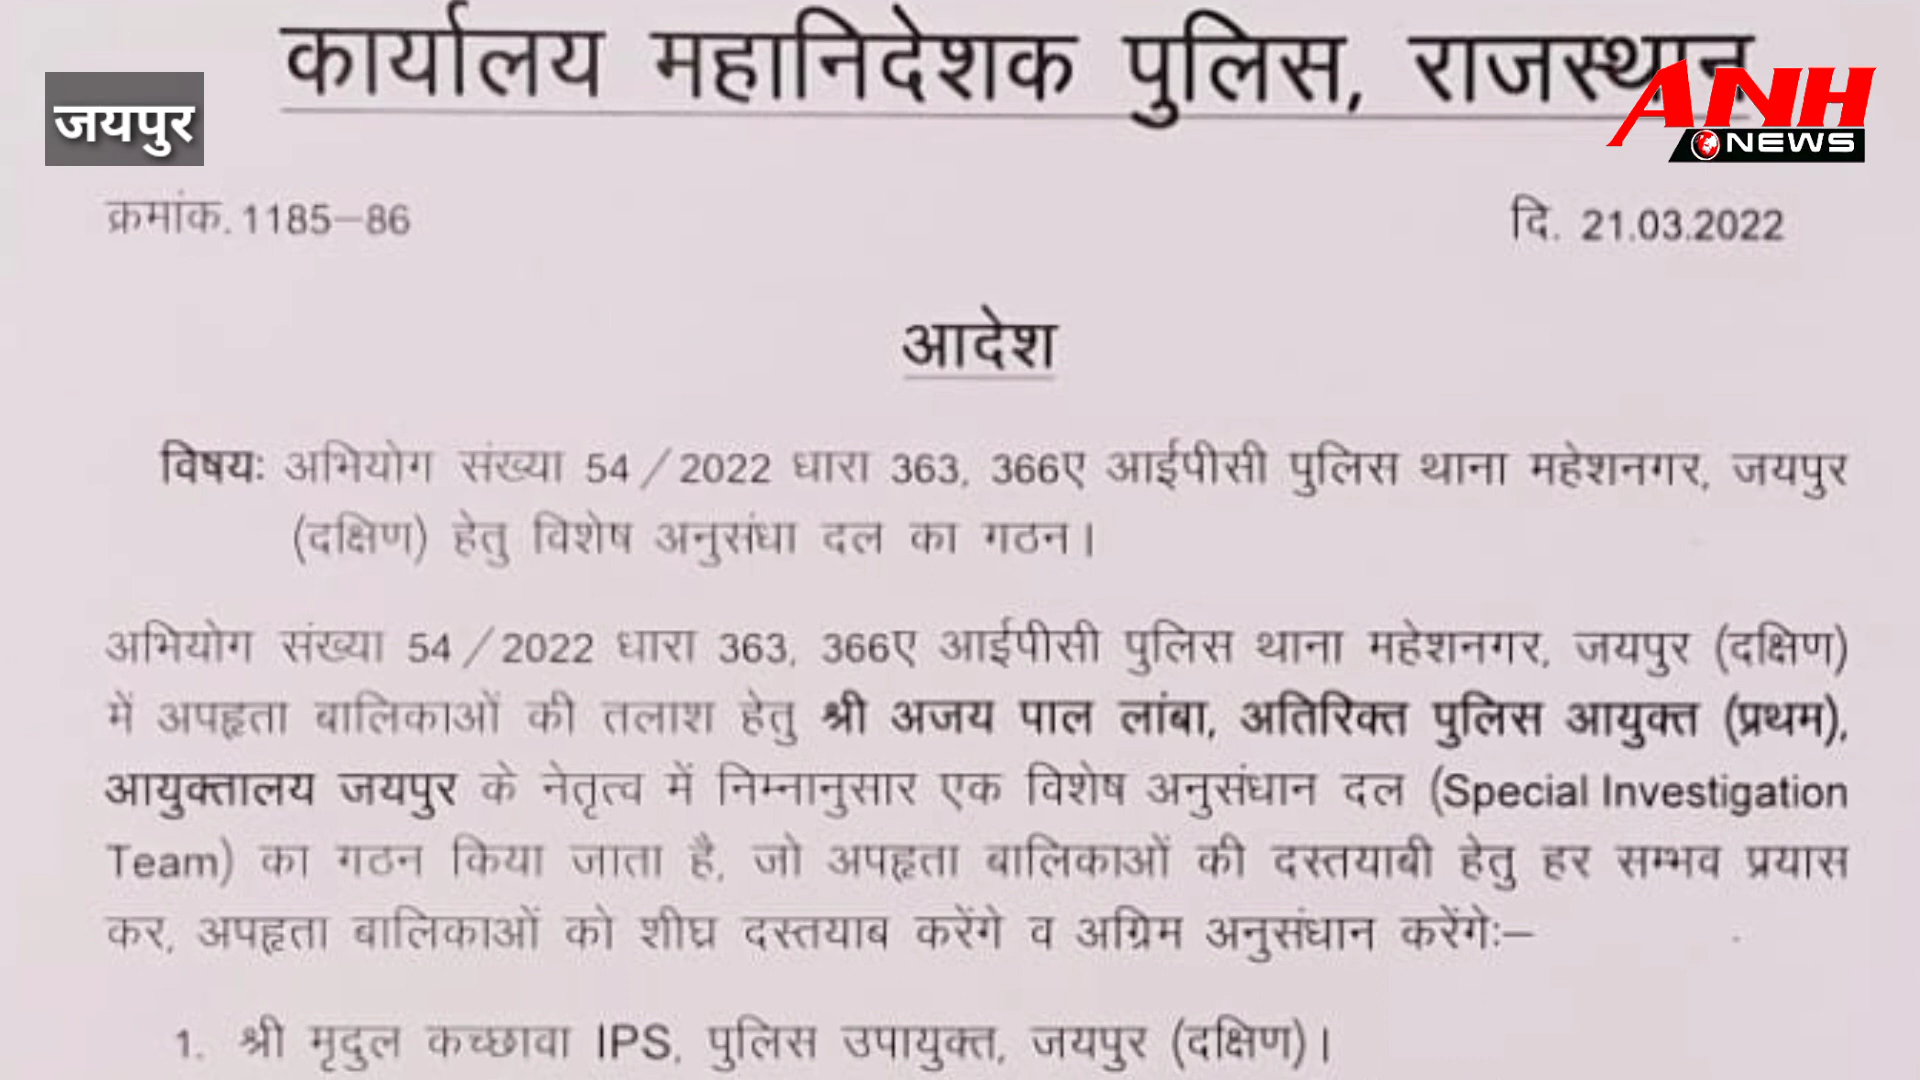 कार्यालय महानिदेशक पुलिस, राजस्थान
जयपुर
ANH
NEWS
क्रमांक. 1185–86
दि. 21.03.2022
आदेश
विषयः अभियोग संख्या 54/2022 धारा 363, 366ए आईपीसी पुलिस थाना महेशनगर, जयपुर
(दक्षिण) हेतु विशेष अनुसंधा दल का गठन।
अभियोग संख्या 54/2022 धारा 363, 366ए आईपीसी पुलिस थाना महेशनगर, जयपुर (दक्षिण)
में अपहृता बालिकाओं की तलाश हेतु श्री अजय पाल लांबा, अतिरिक्त पुलिस आयुक्त (प्रथम),
आयुक्तालय जयपुर के नेतृत्व में निम्नानुसार एक विशेष अनुसंधान दल (Special Investigation
Team) का गठन किया जाता है, जो अपहृता बालिकाओं की दस्तयाबी हेतु हर सम्भव प्रयास
कर, अपहृता बालिकाओं को शीघ्र दस्तयाब करेंगे व अग्रिम अनुसंधान करेंगेः–
1. श्री मृदुल कच्छावा IPS, पुलिस उपायुक्त, जयपुर (दक्षिण)।